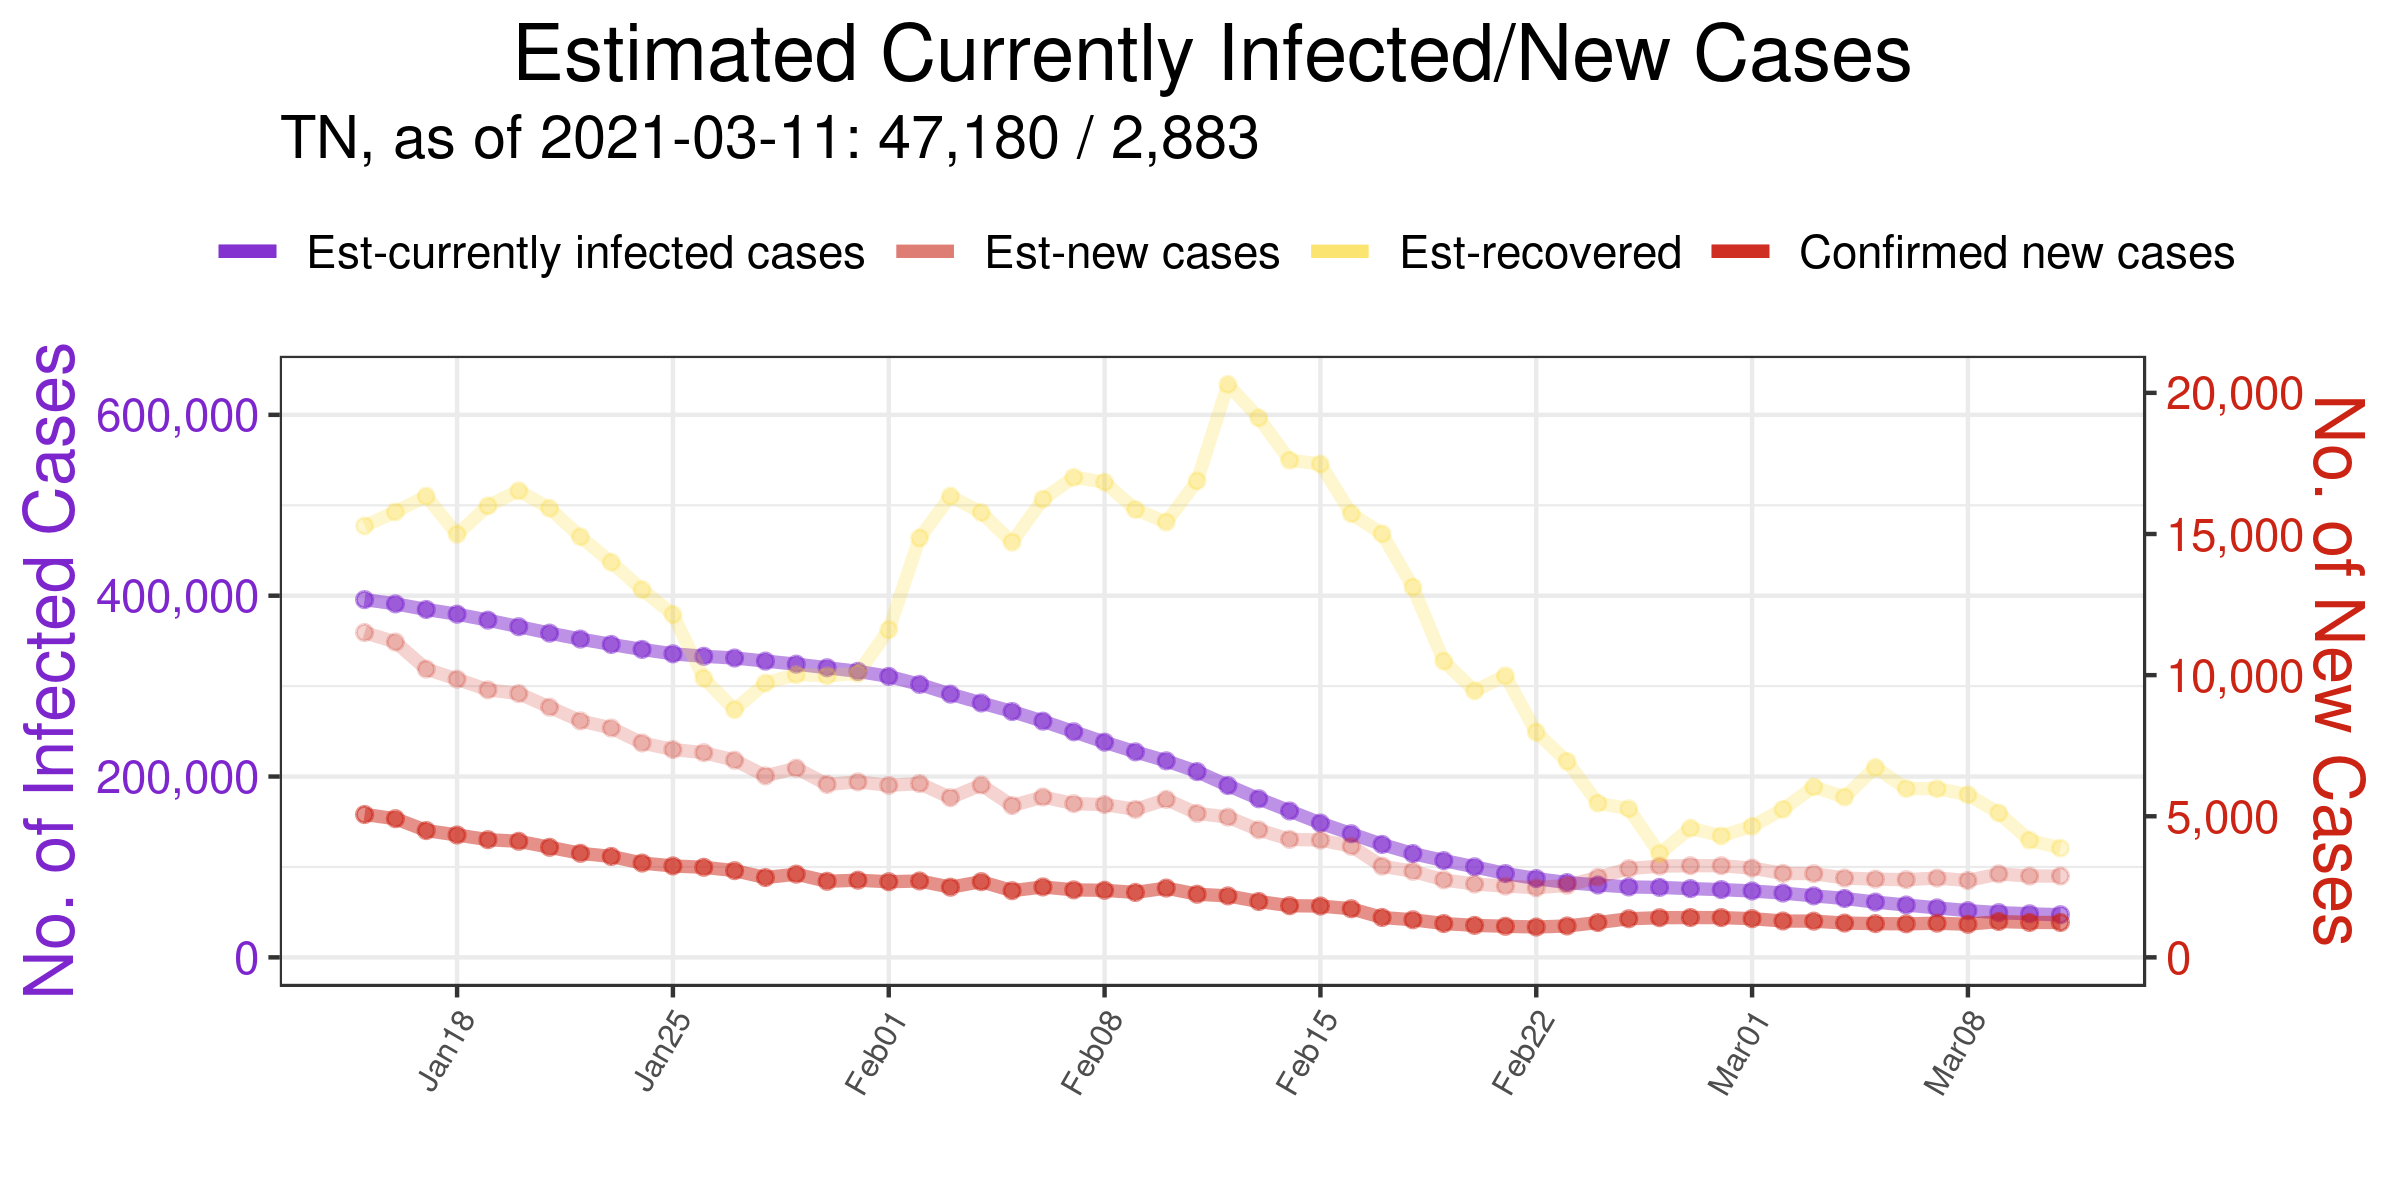 Estimated Currently Infected/New Cases
TN, as of 2021-03-11: 47,180 / 2,883
Est-currently infected cases Est-new cases Est-recovered Confirmed new cases
No. of Infected Cases
600,000
400,000
200,000
0
20,000
15,000
10,000
5,000
0
No. of New Cases
Jan18 Jan25 Feb01 Feb08 Feb15 Feb22 Mar01 Mar08